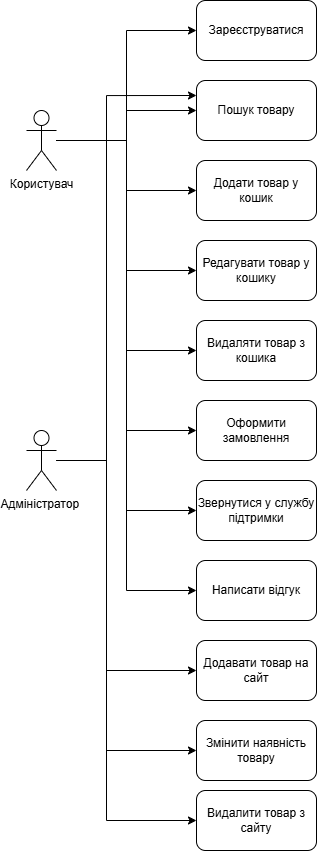 Зареєструватися
Пошук товару
Користувач
Додати товар у
кошик
Редагувати товар у
кошику
Видаляти товар з
кошика
Оформити
замовлення
Адміністратор
Звернутися у службу
підтримки
Написати відгук
Додавати товар на
сайт
Змінити наявність
товару
Видалити товар з
сайту